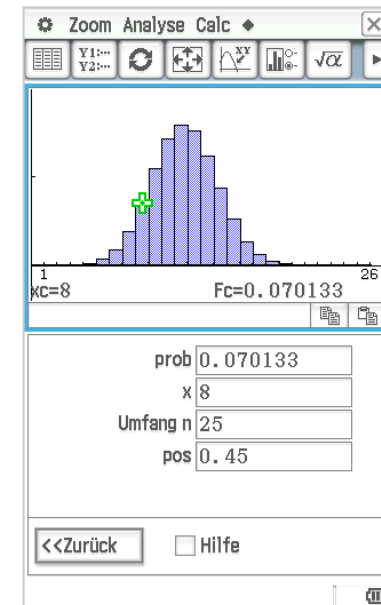 Zoom Analyse Calc
Y1:···
Y2:···
XY
√α
1 26
xc=8 Fc=0.070133
prob 0.070133
x 8
Umfang n 25
pos 0.45
<<Zurück Hilfe